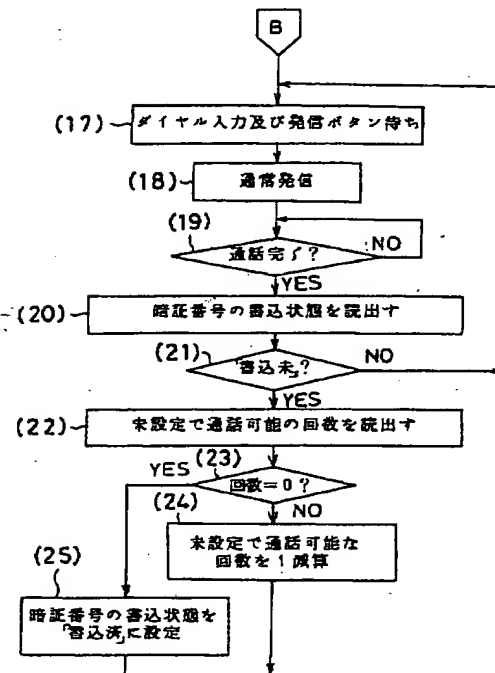 B
(17)
ダイヤル入力及び発信ボタン待ち
(18)
通常発信
(19)
通話完了?
NO
YES
(20)
暗証番号の書込状態を読出す
(21)
「書込未」?
NO
YES
(22)
未設定で通話可能の回数を読出す
(23)
YES
回数=0?
NO
(24)
未設定で通話可能な
回数を1減算
(25)
暗証番号の書込状態を
「書込済」に設定